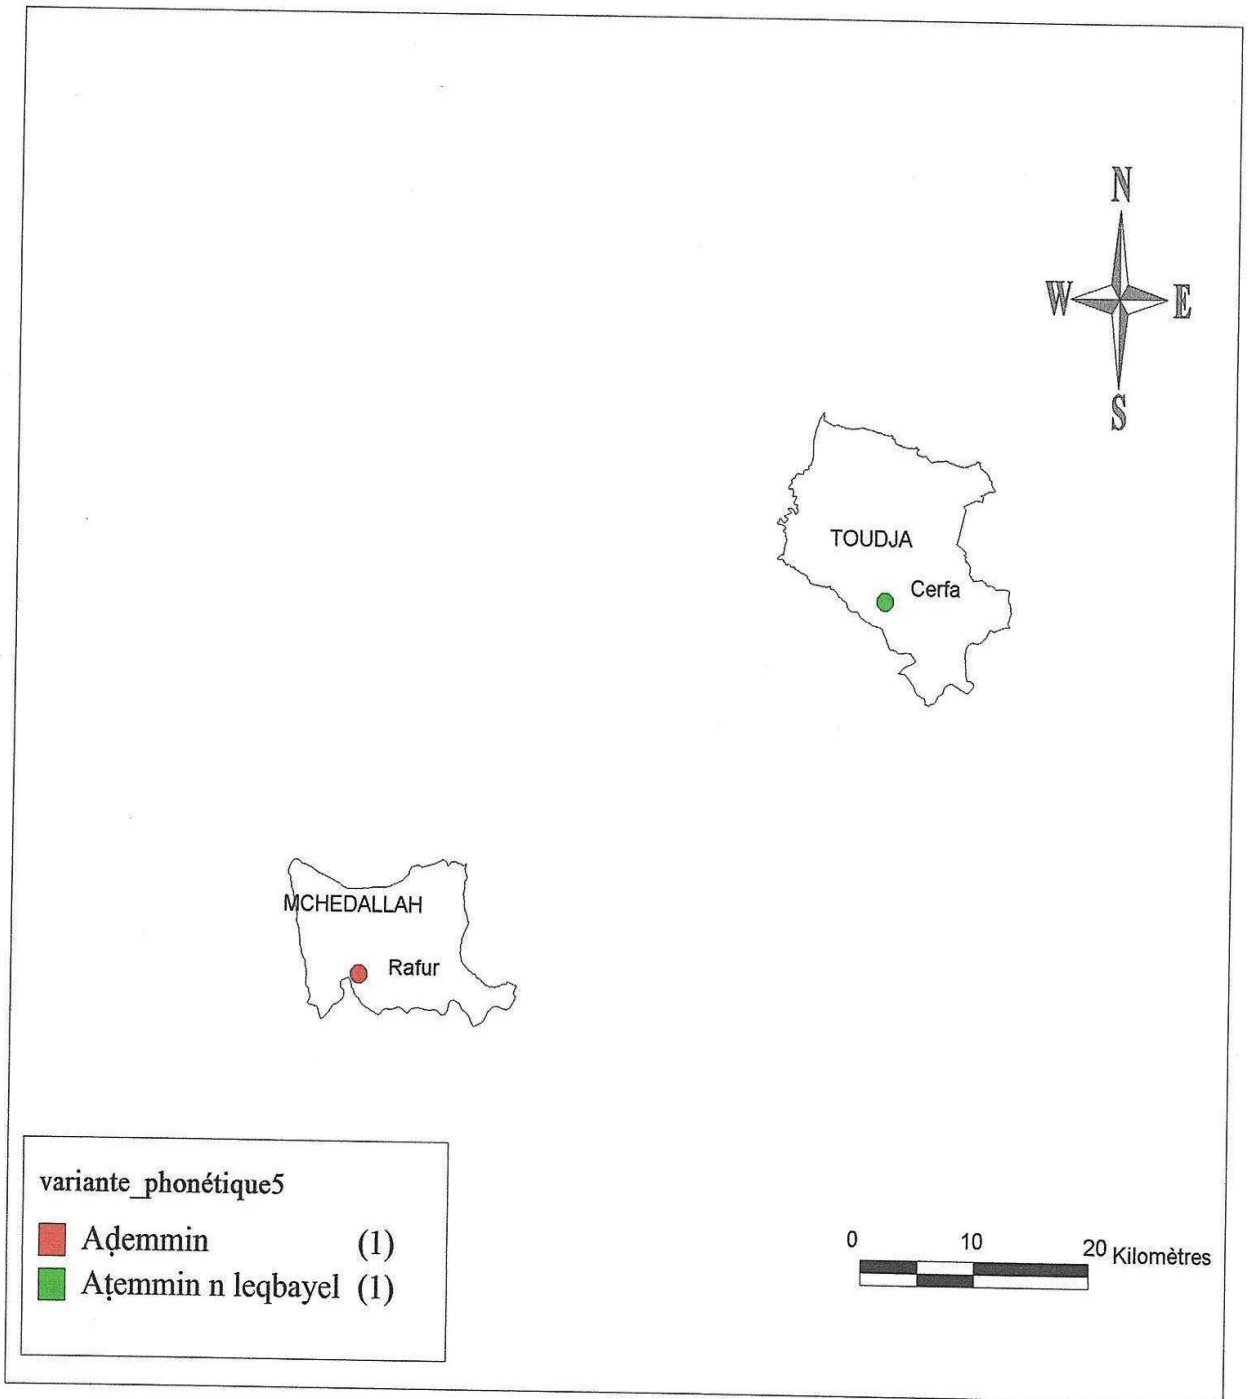 N
W E
S
TOUDJA
Cerfa
MCHEDALLAH
Rafur
variante_phonétique5
Aḍemmin (1)
Aṭemmin n leqbayel (1)
0 10 20 Kilomètres